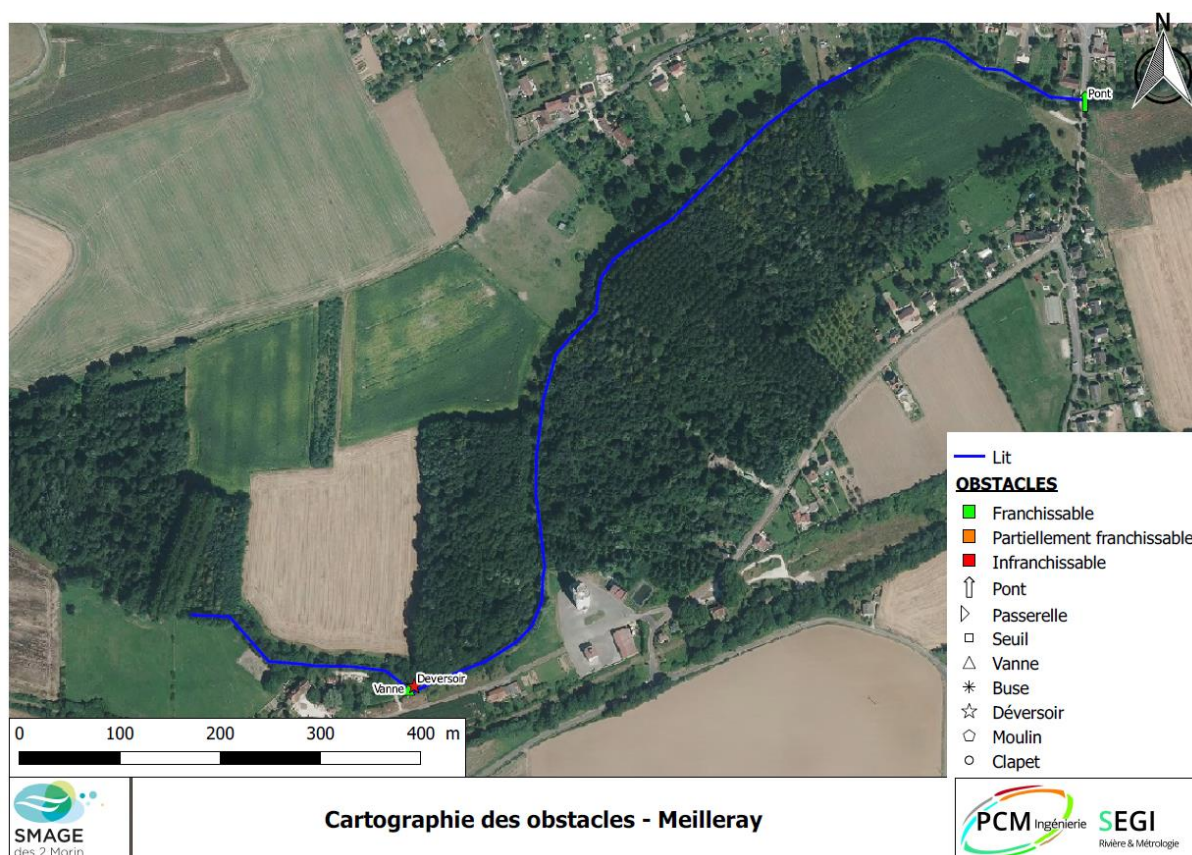 N
Pont
Vanne
Deversoir
Lit
OBSTACLES
Franchissable
Partiellement franchissable
Infranchissable
Pont
Passerelle
Seuil
Vanne
Buse
Déversoir
Moulin
Clapet
0 100 200 300 400 m
SMAGE
des 2 Morin
Cartographie des obstacles - Meilleray
PCM Ingénierie
SEGI
Rivière & Métrologie